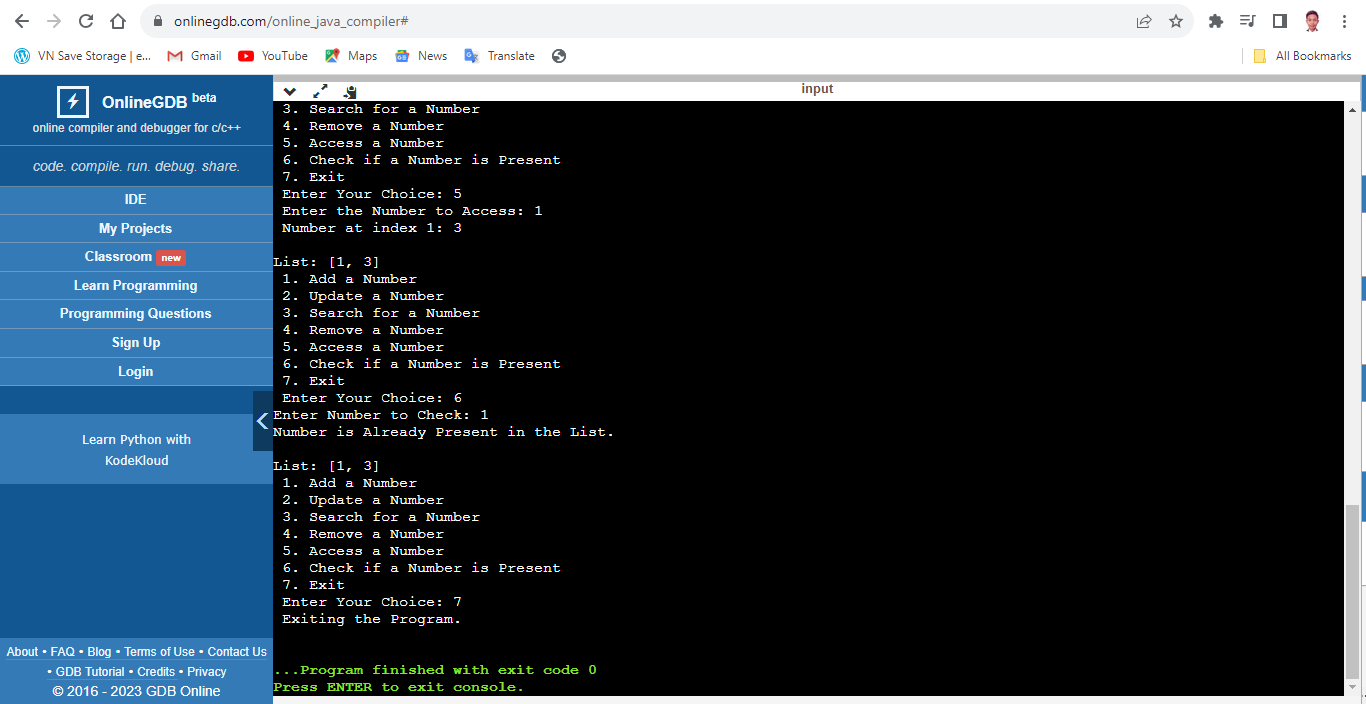 onlinegdb.com/online_java_compiler#
VN Save Storage | e...
Gmail
YouTube
Maps
News
Translate
All Bookmarks
OnlineGDB beta
online compiler and debugger for c/c++
code. compile. run. debug. share.
IDE
My Projects
Classroom new
Learn Programming
Programming Questions
Sign Up
Login
Learn Python with
KodeKloud
About • FAQ • Blog • Terms of Use • Contact Us
• GDB Tutorial • Credits • Privacy
© 2016 - 2023 GDB Online
input
3. Search for a Number
4. Remove a Number
5. Access a Number
6. Check if a Number is Present
7. Exit
Enter Your Choice: 5
Enter the Number to Access: 1
Number at index 1: 3
List: [1, 3]
1. Add a Number
2. Update a Number
3. Search for a Number
4. Remove a Number
5. Access a Number
6. Check if a Number is Present
7. Exit
Enter Your Choice: 6
Enter Number to Check: 1
Number is Already Present in the List.
List: [1, 3]
1. Add a Number
2. Update a Number
3. Search for a Number
4. Remove a Number
5. Access a Number
6. Check if a Number is Present
7. Exit
Enter Your Choice: 7
Exiting the Program.
...Program finished with exit code 0
Press ENTER to exit console.